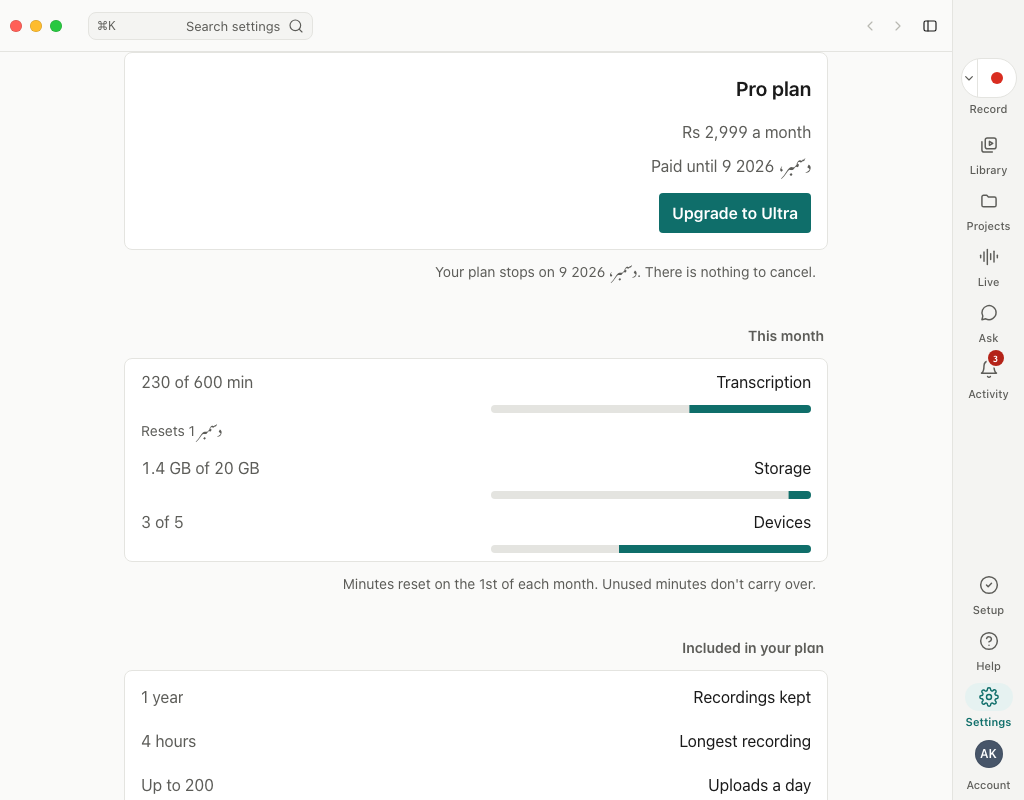 ⌘K Search settings
Pro plan
Rs 2,999 a month
Paid until 9 دسمبر، 2026
Upgrade to Ultra
Your plan stops on 9 دسمبر، 2026. There is nothing to cancel.
This month
Transcription
230 of 600 min
Resets 1 دسمبر
Storage
1.4 GB of 20 GB
Devices
3 of 5
Minutes reset on the 1st of each month. Unused minutes don't carry over.
Included in your plan
Recordings kept
1 year
Longest recording
4 hours
Uploads a day
Up to 200
Record
Library
Projects
Live
Ask
3
Activity
Setup
Help
Settings
AK
Account